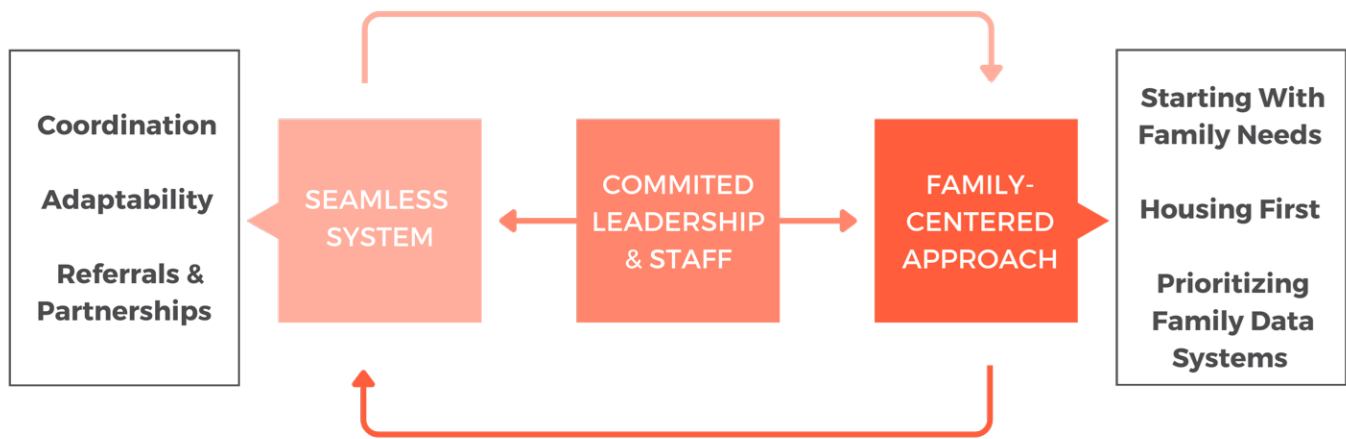 Coordination
Adaptability
Referrals &
Partnerships
SEAMLESS
SYSTEM
COMMITED
LEADERSHIP
& STAFF
FAMILY-
CENTERED
APPROACH
Starting With
Family Needs
Housing First
Prioritizing
Family Data
Systems